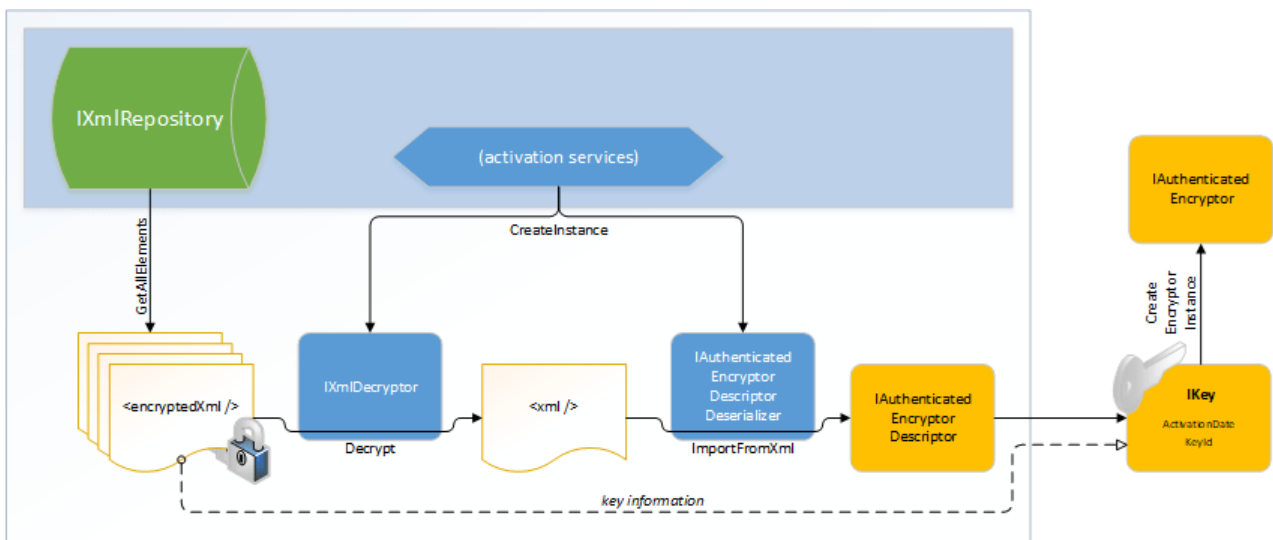 IXmlRepository
(activation services)
GetAllElements
CreateInstance
IAuthenticated
Encryptor
Create
Encryptor
Instance
<encryptedXml />
IXmlDecryptor
Decrypt
<xml />
IAuthenticated
Encryptor
Descriptor
Deserializer
ImportFromXml
IAuthenticated
Encryptor
Descriptor
IKey
ActivationDate
KeyId
key information